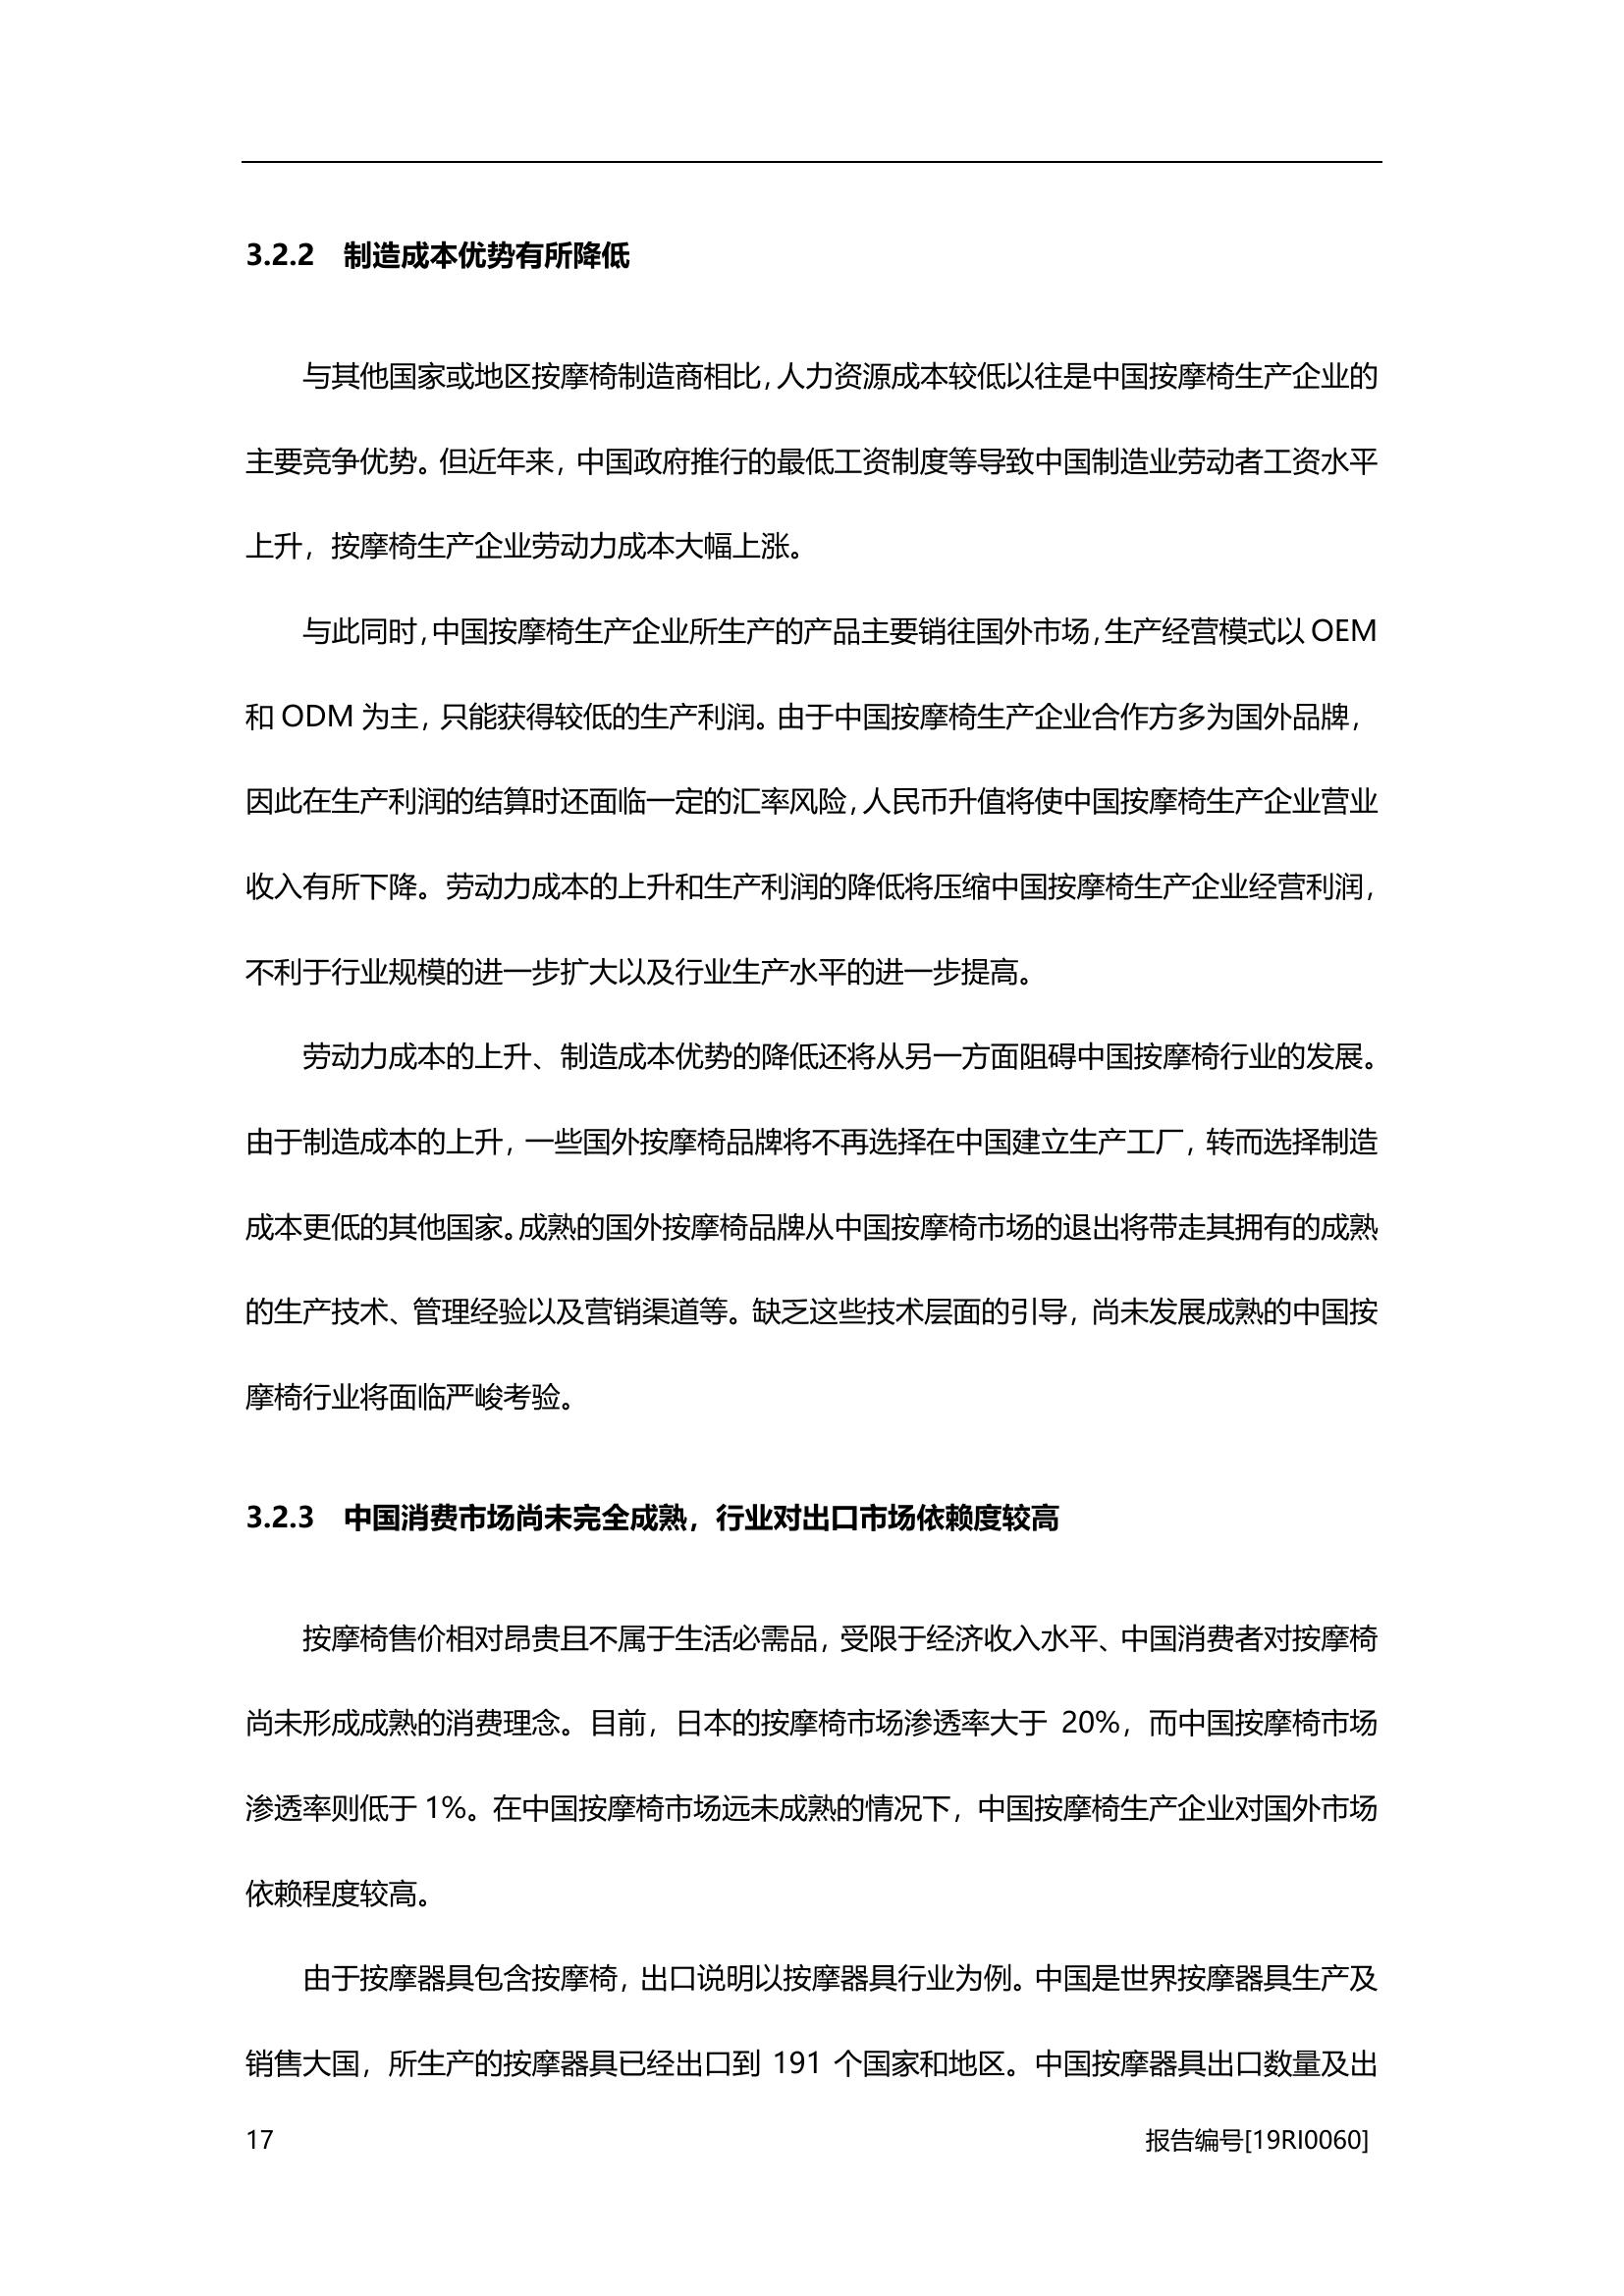 3.2.2 制造成本优势有所降低
与其他国家或地区按摩椅制造商相比，人力资源成本较低以往是中国按摩椅生产企业的
主要竞争优势。但近年来，中国政府推行的最低工资制度等导致中国制造业劳动者工资水平
上升，按摩椅生产企业劳动力成本大幅上涨。
与此同时，中国按摩椅生产企业所生产的产品主要销往国外市场，生产经营模式以 OEM
和 ODM 为主，只能获得较低的生产利润。由于中国按摩椅生产企业合作方多为国外品牌，
因此在生产利润的结算时还面临一定的汇率风险，人民币升值将使中国按摩椅生产企业营业
收入有所下降。劳动力成本的上升和生产利润的降低将压缩中国按摩椅生产企业经营利润，
不利于行业规模的进一步扩大以及行业生产水平的进一步提高。
劳动力成本的上升、制造成本优势的降低还将从另一方面阻碍中国按摩椅行业的发展。
由于制造成本的上升，一些国外按摩椅品牌将不再选择在中国建立生产工厂，转而选择制造
成本更低的其他国家。成熟的国外按摩椅品牌从中国按摩椅市场的退出将带走其拥有的成熟
的生产技术、管理经验以及营销渠道等。缺乏这些技术层面的引导，尚未发展成熟的中国按
摩椅行业将面临严峻考验。
3.2.3 中国消费市场尚未完全成熟，行业对出口市场依赖度较高
按摩椅售价相对昂贵且不属于生活必需品，受限于经济收入水平、中国消费者对按摩椅
尚未形成成熟的消费理念。目前，日本的按摩椅市场渗透率大于 20%，而中国按摩椅市场
渗透率则低于 1%。在中国按摩椅市场远未成熟的情况下，中国按摩椅生产企业对国外市场
依赖程度较高。
由于按摩器具包含按摩椅，出口说明以按摩器具行业为例。中国是世界按摩器具生产及
销售大国，所生产的按摩器具已经出口到 191 个国家和地区。中国按摩器具出口数量及出
17 报告编号[19RI0060]